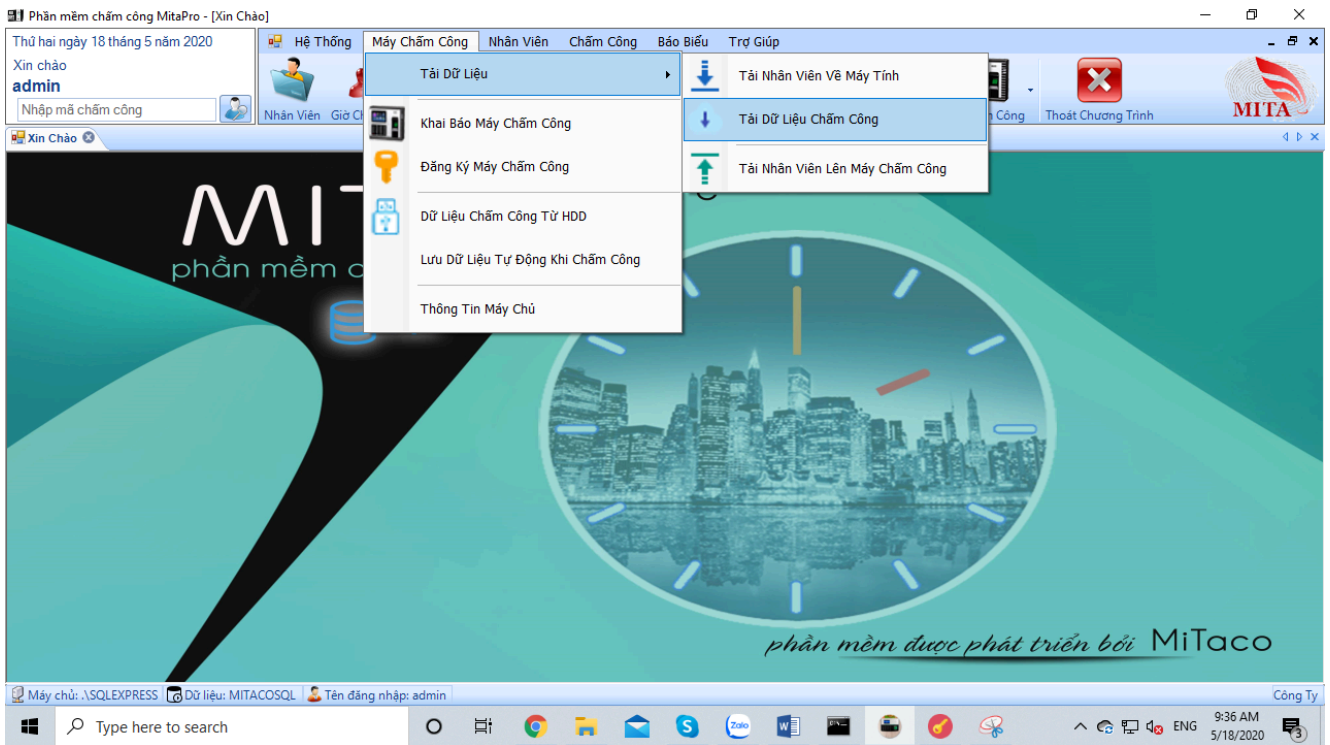 Phần mềm chấm công MitaPro - [Xin Chào]
Thứ hai ngày 18 tháng 5 năm 2020
Hệ Thống Máy Chấm Công Nhân Viên Chấm Công Báo Biểu Trợ Giúp
Xin chào
admin
Nhập mã chấm công
Nhân Viên Giờ
Công Thoát Chương Trình
MITA
Xin Chào
Tải Dữ Liệu
Khai Báo Máy Chấm Công
Đăng Ký Máy Chấm Công
Dữ Liệu Chấm Công Từ HDD
Lưu Dữ Liệu Tự Động Khi Chấm Công
Thông Tin Máy Chủ
Tải Nhân Viên Về Máy Tính
Tải Dữ Liệu Chấm Công
Tải Nhân Viên Lên Máy Chấm Công
phần mềm
phần mềm được phát triển bởi MiTaco
Máy chủ: .\SQLEXPRESS Dữ liệu: MITACOSQL Tên đăng nhập: admin Công Ty
Type here to search
Zalo
ENG
9:36 AM
5/18/2020
3